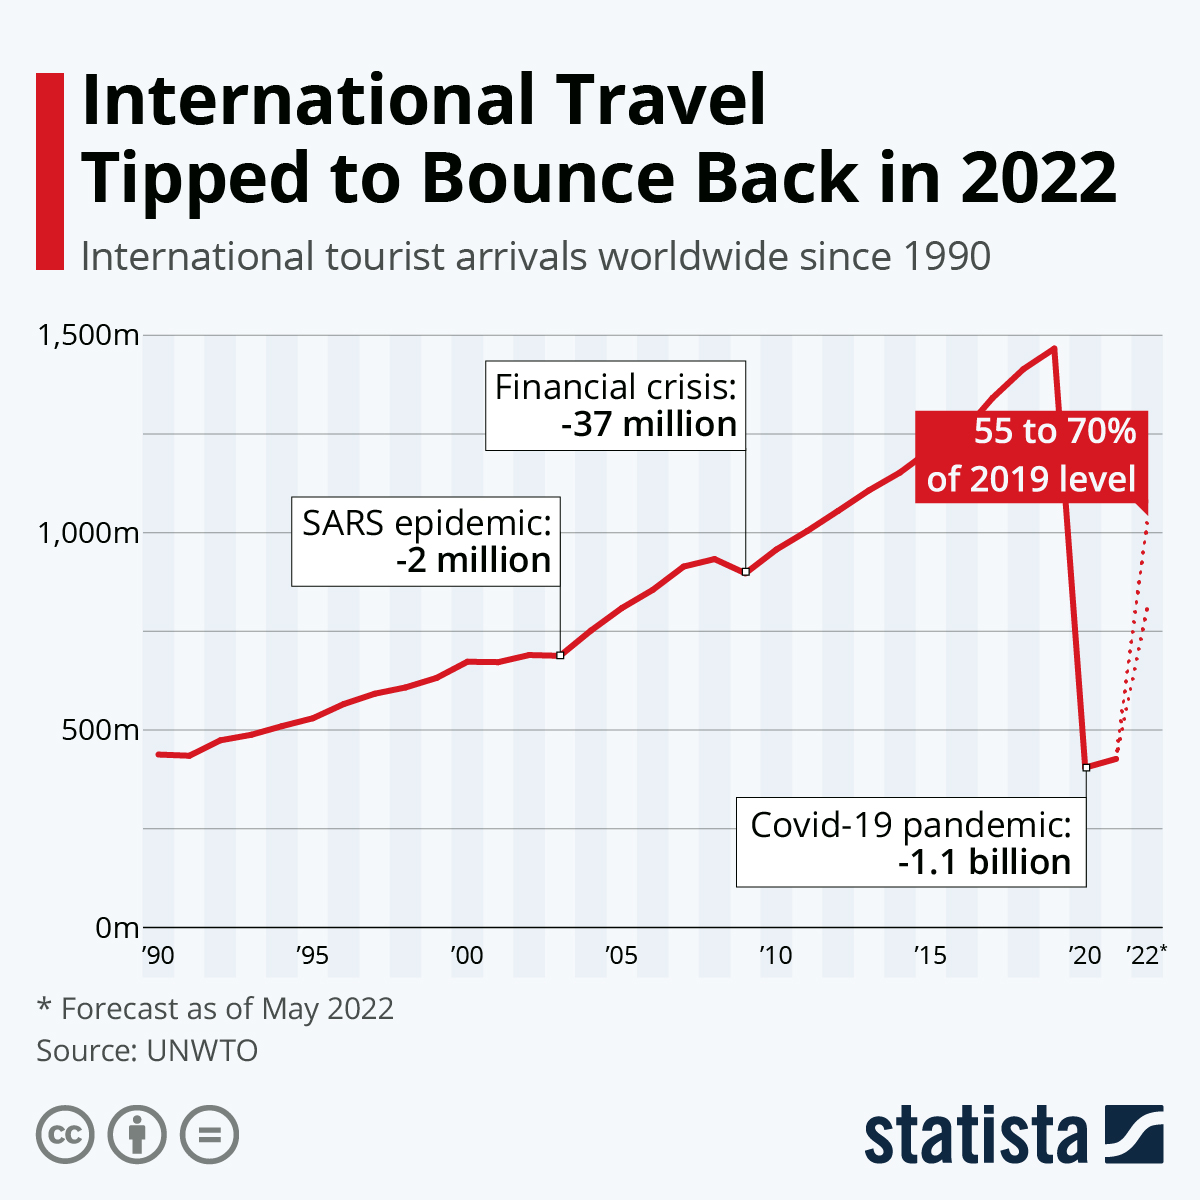 International Travel
Tipped to Bounce Back in 2022
International tourist arrivals worldwide since 1990
1,500m
1,000m
500m
0m
Financial crisis:
-37 million
55 to 70%
of 2019 level
SARS epidemic:
-2 million
Covid-19 pandemic:
-1.1 billion
’90 ’95 ’00 ’05 ’10 ’15 ’20 ’22*
* Forecast as of May 2022
Source: UNWTO
cc
=
statista